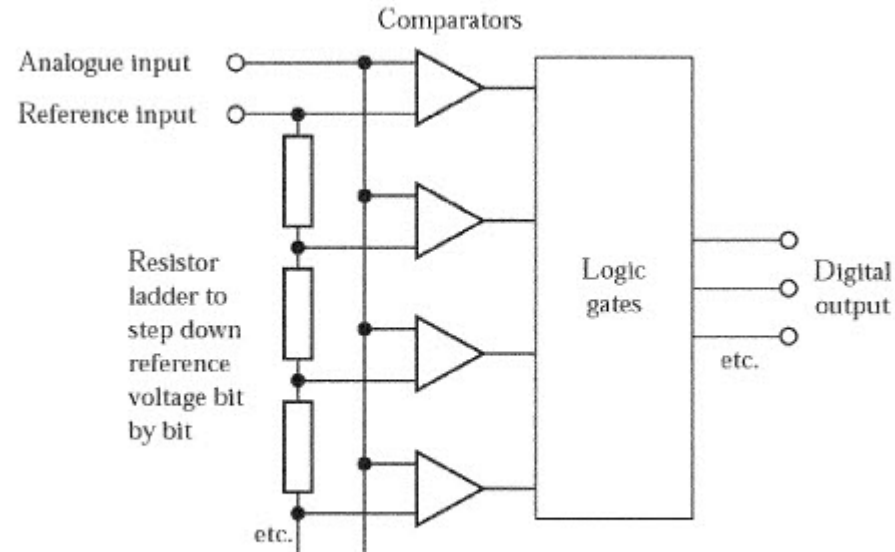 Comparators
Analogue input
Reference input
Resistor
ladder to
step down
reference
voltage bit
by bit
etc.
Logic
gates
Digital
output
etc.